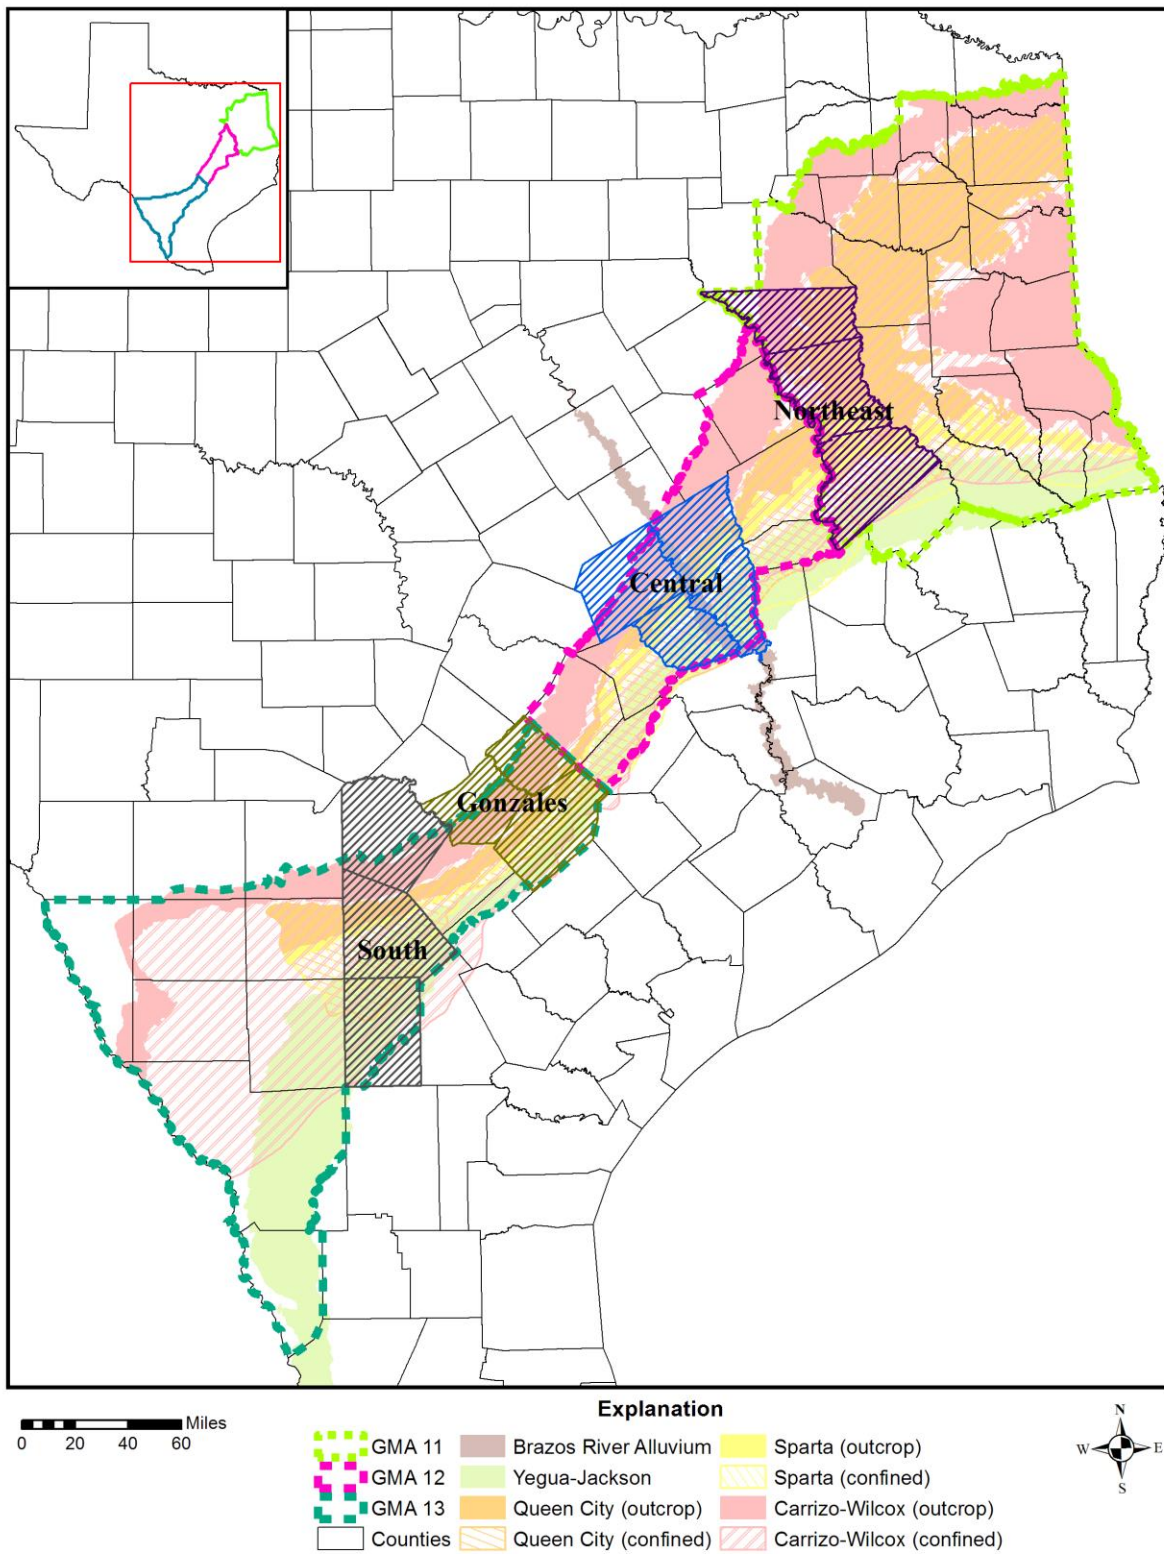 Northeast
Central
Gonzales
South
Explanation
Miles
0 20 40 60
GMA 11
GMA 12
GMA 13
Counties
Brazos River Alluvium
Yegua-Jackson
Queen City (outcrop)
Queen City (confined)
Sparta (outcrop)
Sparta (confined)
Carrizo-Wilcox (outcrop)
Carrizo-Wilcox (confined)
N
W E
S